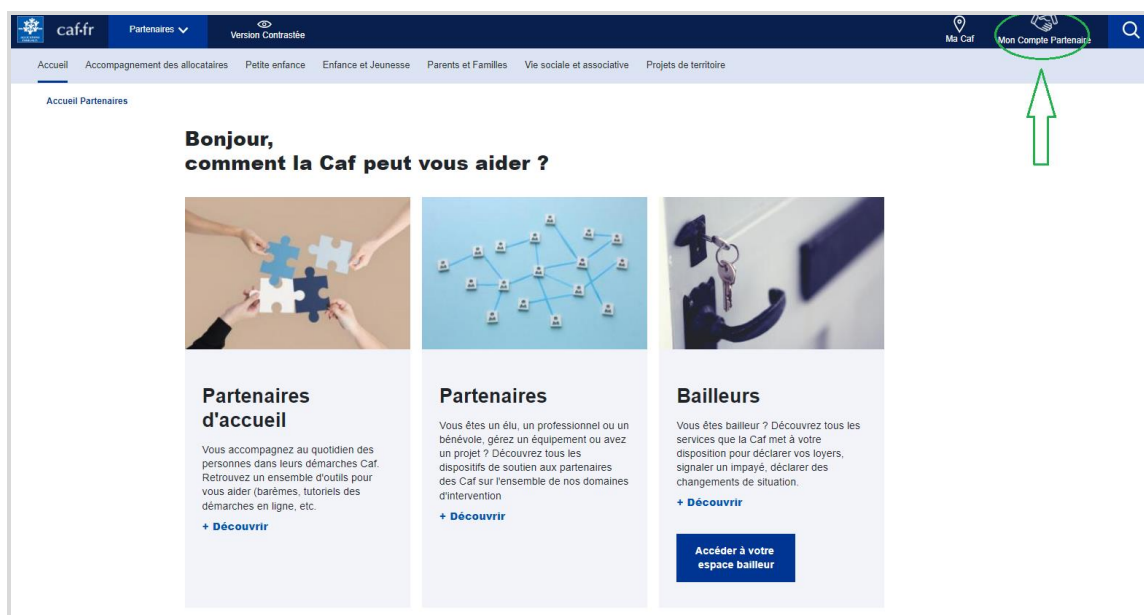 caf·fr
Partenaires
Version Contrastée
Ma Caf
Mon Compte Partenaire
Accueil
Accompagnement des allocataires
Petite enfance
Enfance et Jeunesse
Parents et Familles
Vie sociale et associative
Projets de territoire
Accueil Partenaires
Bonjour,
comment la Caf peut vous aider ?
Partenaires
d'accueil
Vous accompagnez au quotidien des
personnes dans leurs démarches Caf.
Retrouvez un ensemble d'outils pour
vous aider (barèmes, tutoriels des
démarches en ligne, etc.
+ Découvrir
Partenaires
Vous êtes un élu, un professionnel ou un
bénévole, gérez un équipement ou avez
un projet ? Découvrez tous les
dispositifs de soutien aux partenaires
des Caf sur l'ensemble de nos domaines
d'intervention
+ Découvrir
Bailleurs
Vous êtes bailleur ? Découvrez tous les
services que la Caf met à votre
disposition pour déclarer vos loyers,
signaler un impayé, déclarer des
changements de situation.
+ Découvrir
Accéder à votre
espace bailleur